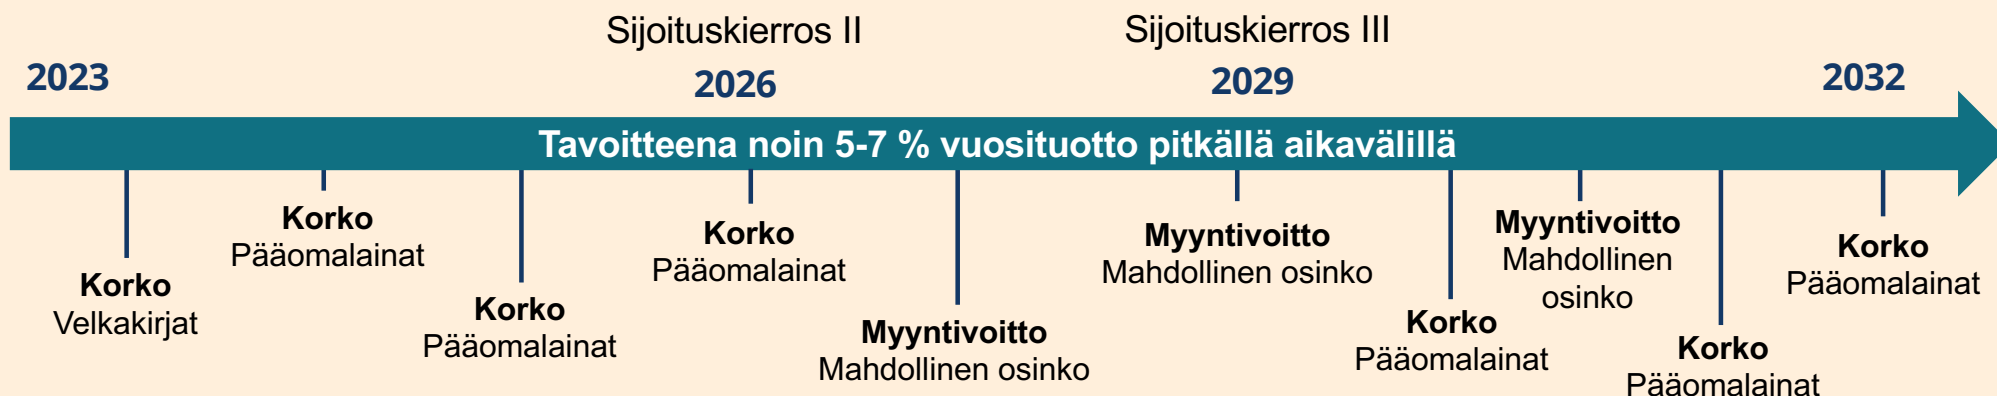 Sijoituskierros II
Sijoituskierros III
2023
2026
2029
2032
Tavoitteena noin 5-7 % vuosituotto pitkällä aikavälillä
Korko
Velkakirjat
Korko
Pääomalainat
Korko
Pääomalainat
Korko
Pääomalainat
Myyntivoitto
Mahdollinen osinko
Myyntivoitto
Mahdollinen osinko
Korko
Pääomalainat
Myyntivoitto
Mahdollinen
osinko
Korko
Pääomalainat
Korko
Pääomalainat